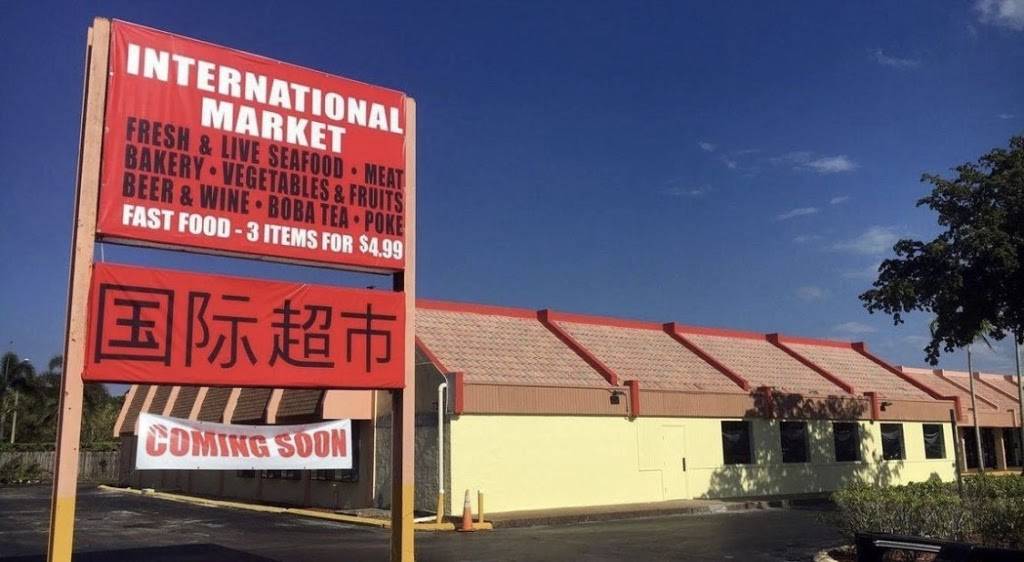 INTERNATIONAL
MARKET
FRESH & LIVE SEAFOOD • MEAT
BAKERY • VEGETABLES & FRUITS
BEER & WINE • BOBA TEA • POKE
FAST FOOD - 3 ITEMS FOR $4.99
国际超市
COMING SOON